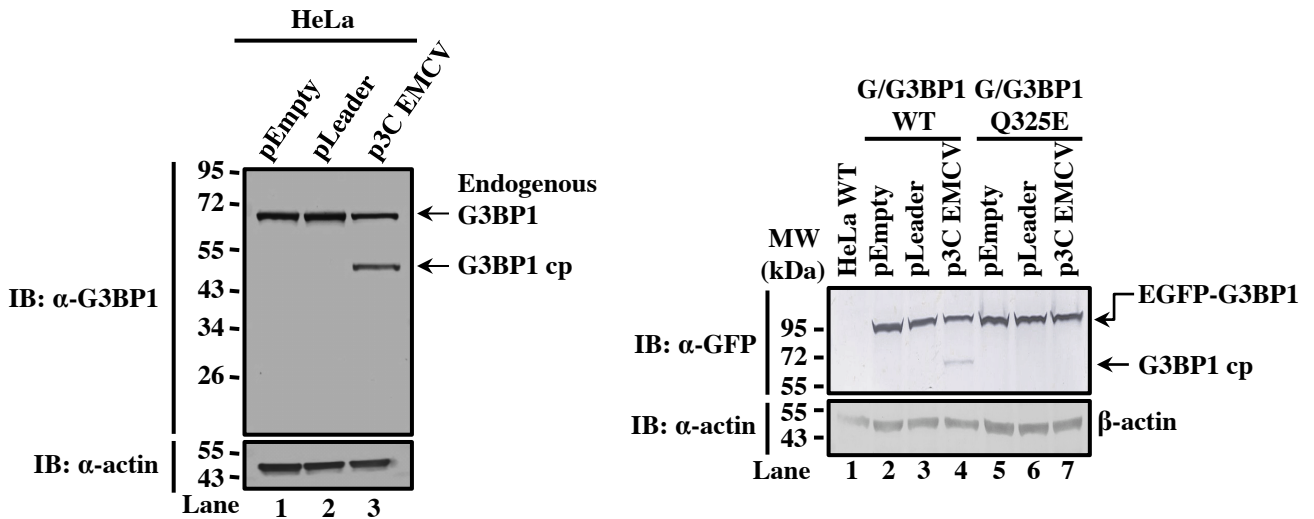 HeLa
pEmpty
pLeader
p3C EMCV
95
72
55
43
34
26
IB: α-G3BP1
Endogenous
G3BP1
G3BP1 cp
IB: α-actin
55
43
Lane 1 2 3
G/G3BP1 WT
G/G3BP1 Q325E
MW (kDa)
HeLa WT
pEmpty
pLeader
p3C EMCV
pEmpty
pLeader
p3C EMCV
IB: α-GFP
95
72
55
EGFP-G3BP1
G3BP1 cp
IB: α-actin
55
43
β-actin
Lane 1 2 3 4 5 6 7